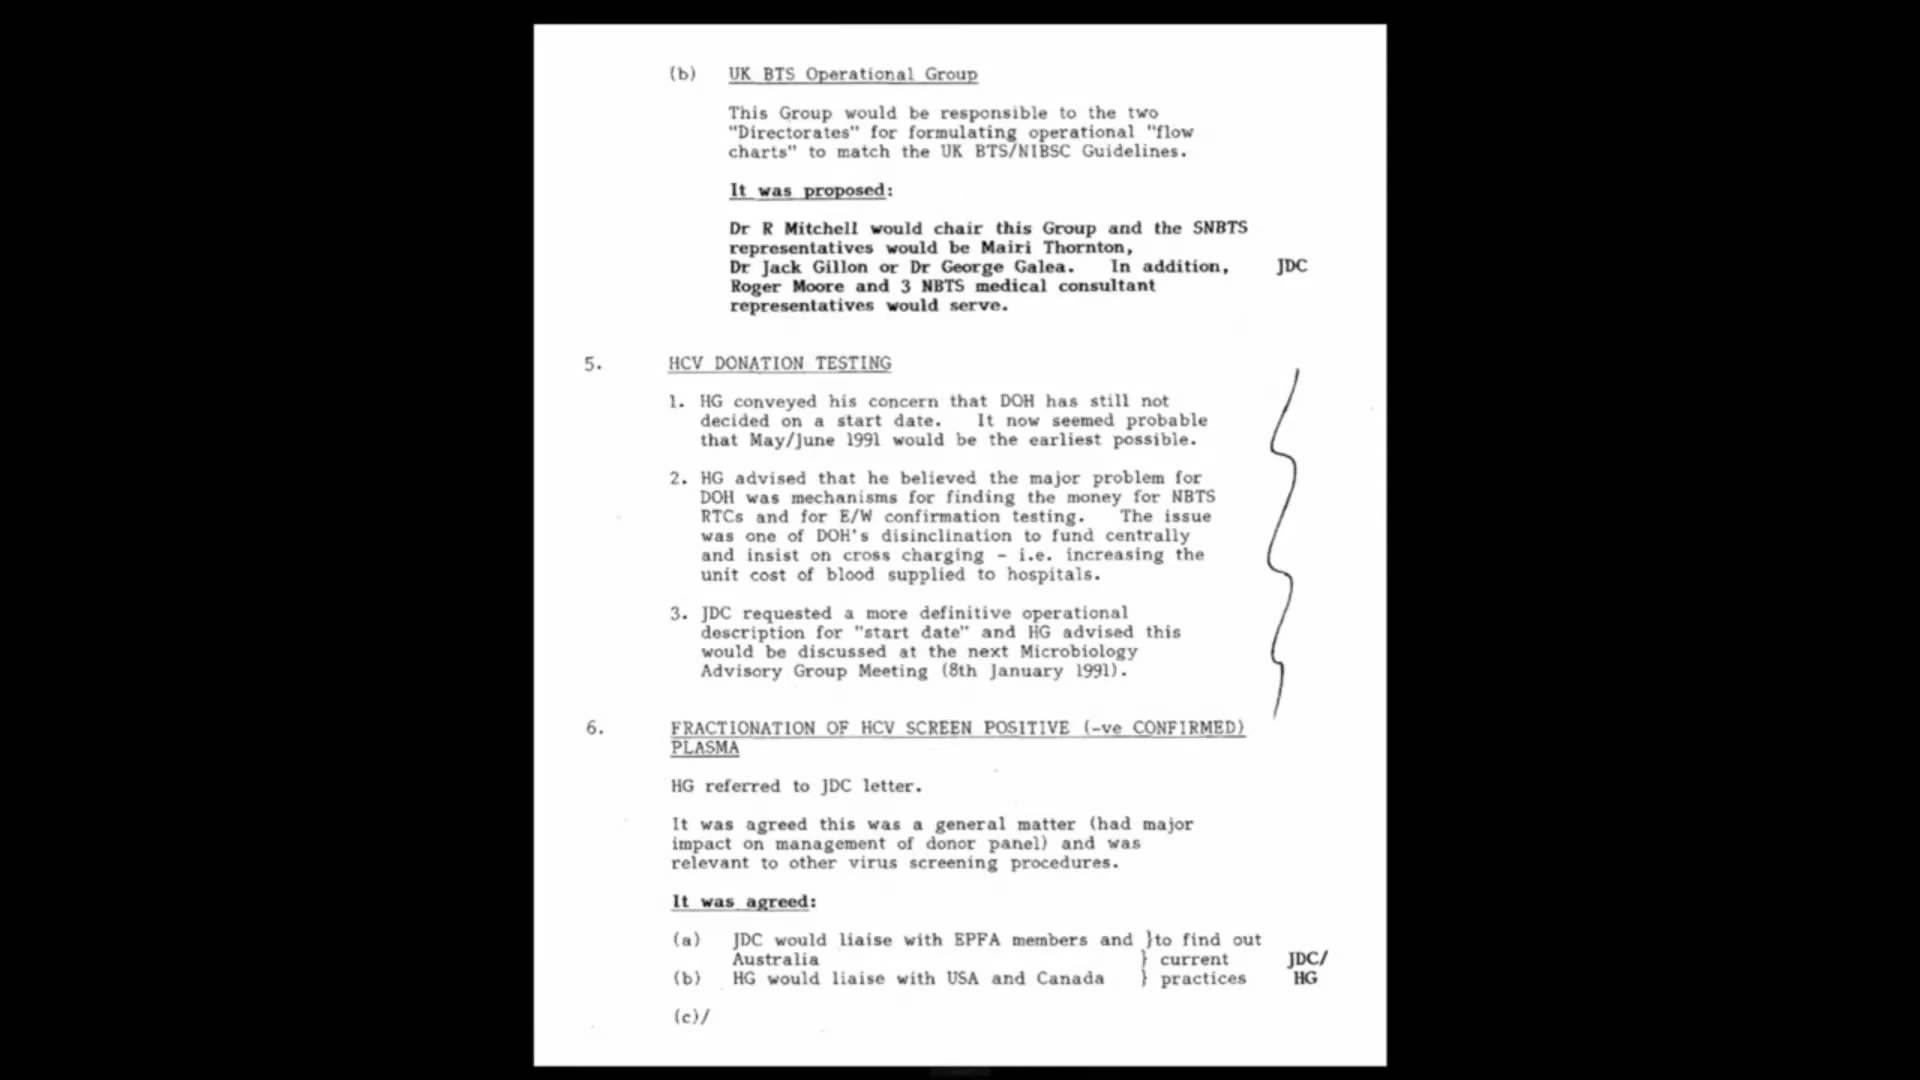 (b) UK BTS Operational Group
This Group would be responsible to the two
"Directorates" for formulating operational "flow
charts" to match the UK BTS/NIBSC Guidelines.
It was proposed:
Dr R Mitchell would chair this Group and the SNBTS
representatives would be Mairi Thornton,
Dr Jack Gillon or Dr George Galea. In addition, JDC
Roger Moore and 3 NBTS medical consultant
representatives would serve.
5. HCV DONATION TESTING
1. HG conveyed his concern that DOH has still not
decided on a start date. It now seemed probable
that May/June 1991 would be the earliest possible.
2. HG advised that he believed the major problem for
DOH was mechanisms for finding the money for NBTS
RTCs and for E/W confirmation testing. The issue
was one of DOH's disinclination to fund centrally
and insist on cross charging - i.e. increasing the
unit cost of blood supplied to hospitals.
3. JDC requested a more definitive operational
description for "start date" and HG advised this
would be discussed at the next Microbiology
Advisory Group Meeting (8th January 1991).
6. FRACTIONATION OF HCV SCREEN POSITIVE (-ve CONFIRMED)
PLASMA
HG referred to JDC letter.
It was agreed this was a general matter (had major
impact on management of donor panel) and was
relevant to other virus screening procedures.
It was agreed:
(a) JDC would liaise with EPFA members and }to find out
Australia } current JDC/
(b) HG would liaise with USA and Canada } practices HG
(c)/